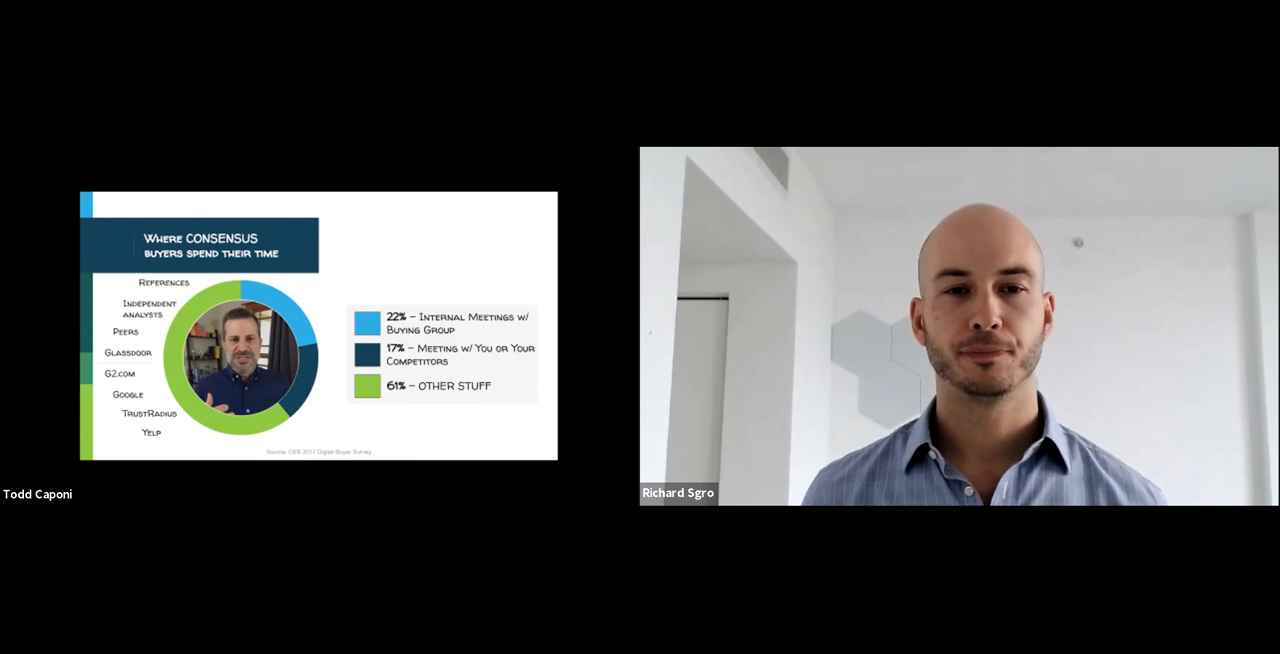 Where CONSENSUS
buyers spend their time
References
Independent
analysts
Peers
Glassdoor
G2.com
Google
TrustRadius
Yelp
22% – Internal Meetings w/
Buying Group
17% – Meeting w/ You or Your
Competitors
61% – OTHER STUFF
Source: CEB 2017 Digital Buyer Survey
Todd Caponi
Richard Sgro